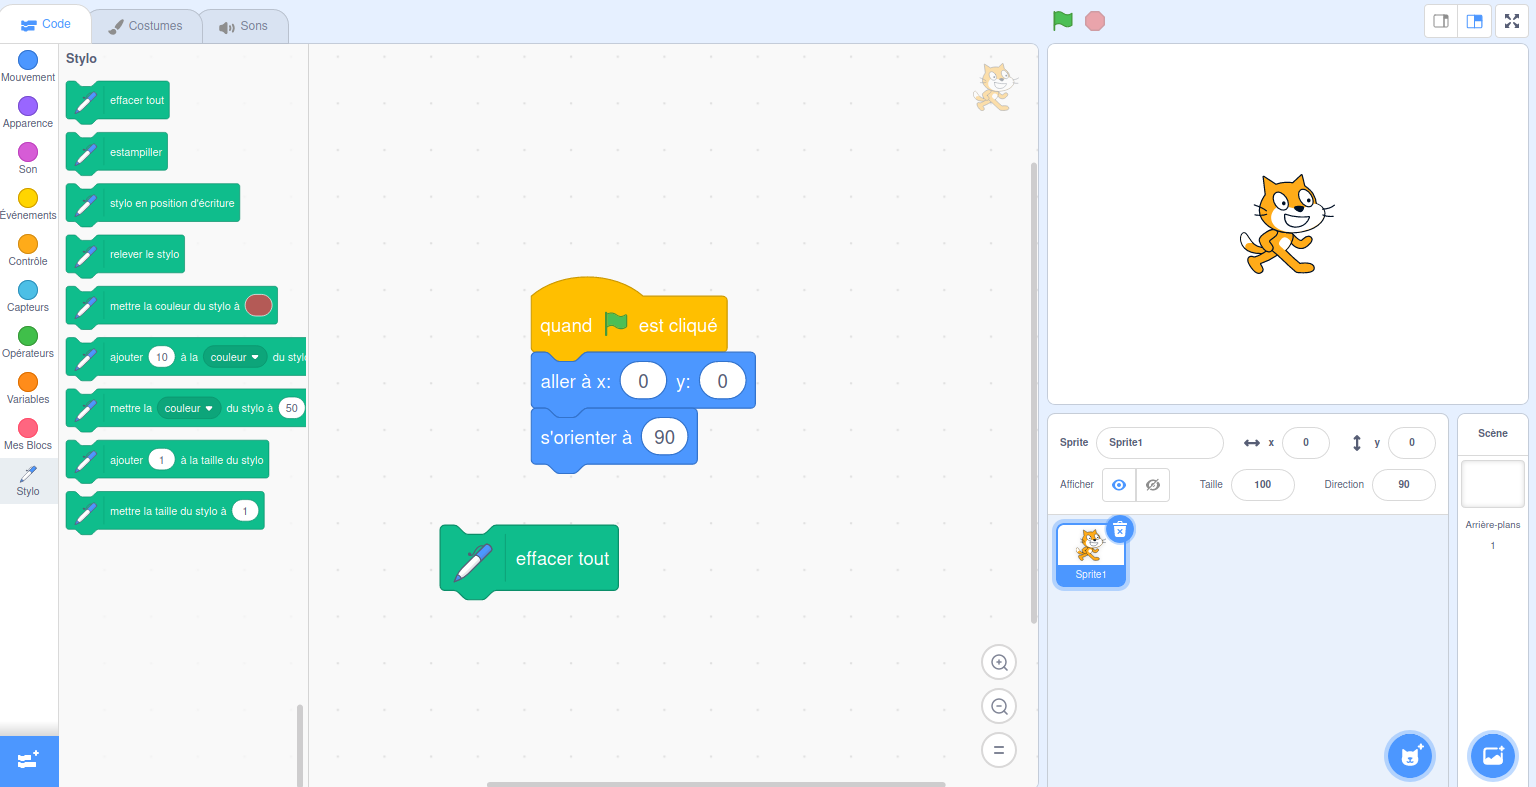 Code
Costumes
Sons
Mouvement
Apparence
Son
Événements
Contrôle
Capteurs
Opérateurs
Variables
Mes Blocs
Stylo
Stylo
effacer tout
estampiller
stylo en position d'écriture
relever le stylo
mettre la couleur du stylo à
ajouter 10 à la couleur du
mettre la couleur du stylo à 50
ajouter 1 à la taille du stylo
mettre la taille du stylo à 1
quand est cliqué
aller à x: 0 y: 0
s'orienter à 90
effacer tout
Sprite Sprite1 x 0 y 0
Afficher Taille 100 Direction 90
Sprite1
Scène
Arrière-plans
1